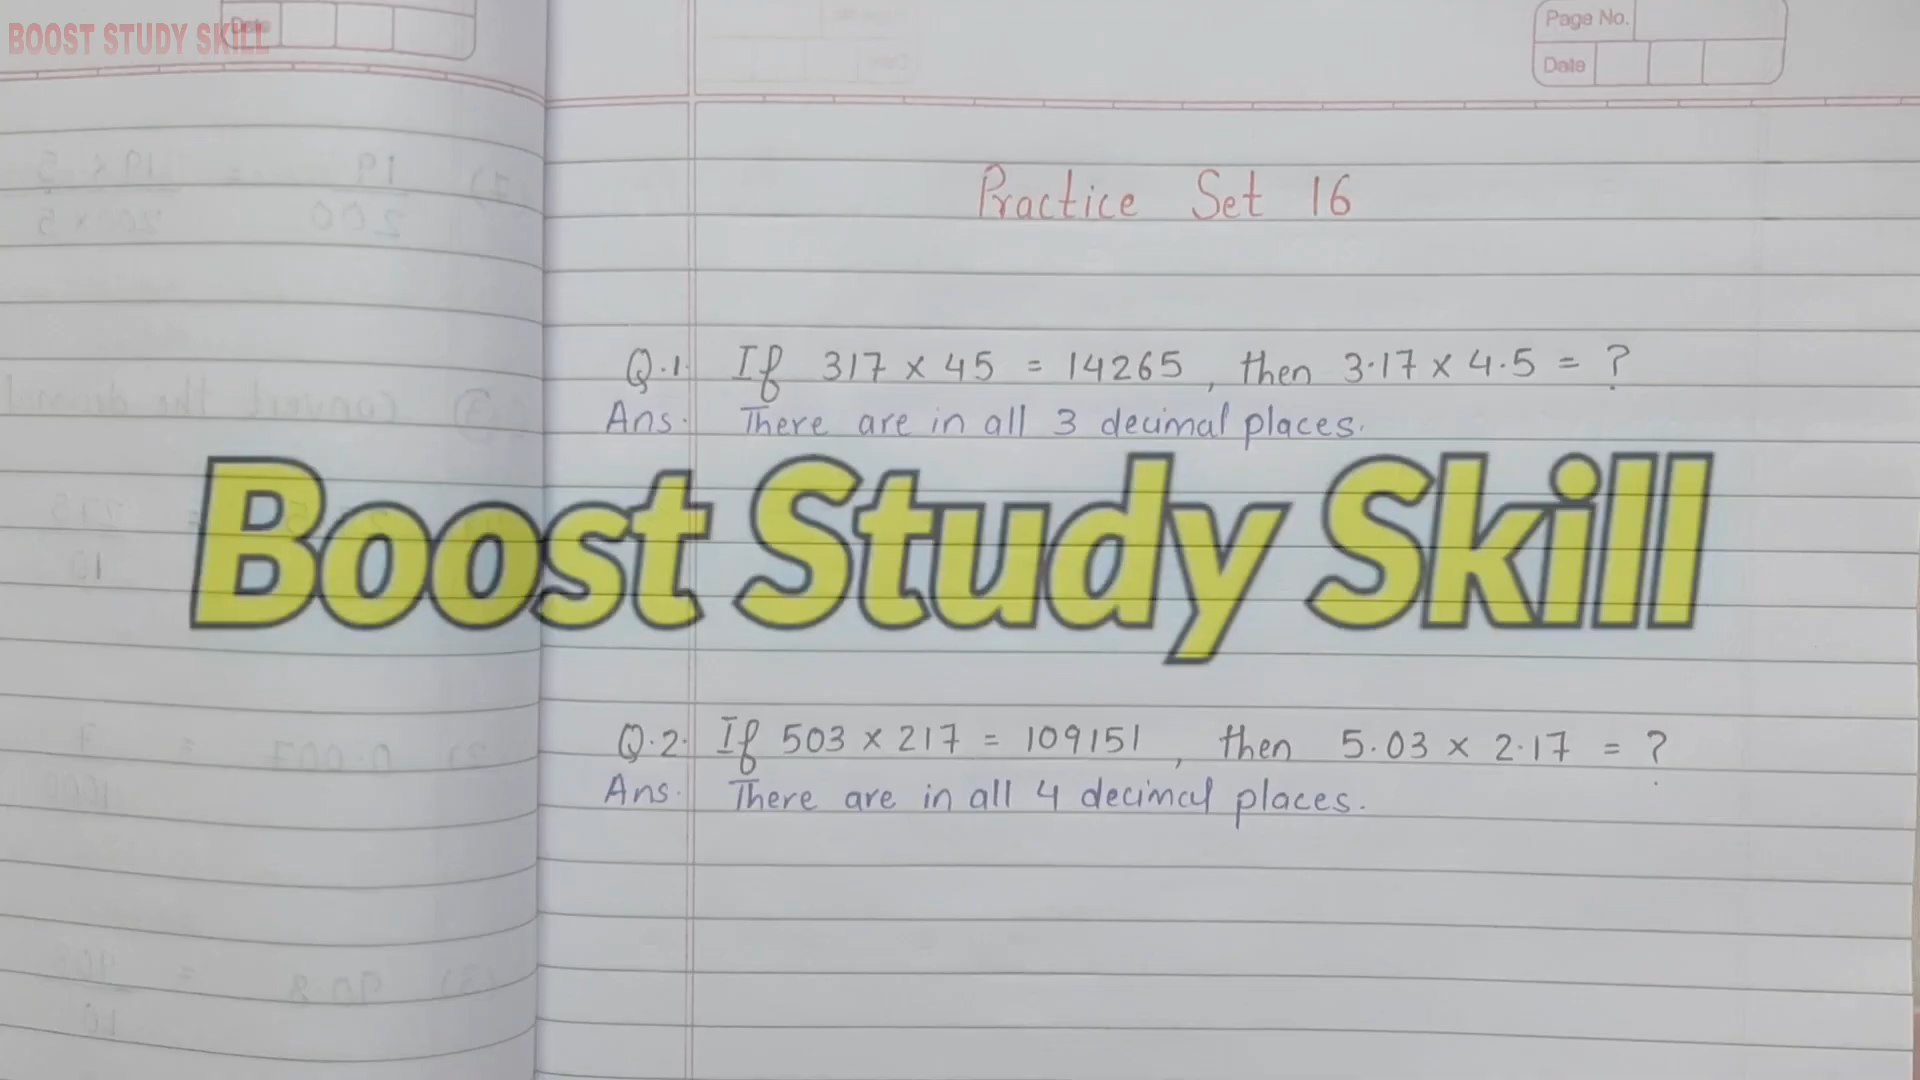 BOOST STUDY SKILL
Date
Page No.
Date
Practice Set 16
Q.1. If 317 × 45 = 14265, then 3.17 × 4.5 = ?
Ans. There are in all 3 decimal places.
Boost Study Skill
Q.2. If 503 × 217 = 109151, then 5.03 × 2.17 = ?
Ans. There are in all 4 decimal places.